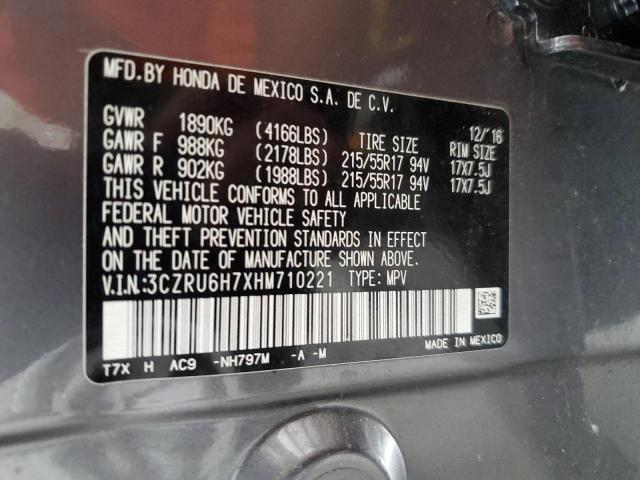 MFD.BY HONDA DE MEXICO S.A. DE C.V.
12/'16
GVWR 1890KG (4166LBS) TIRE SIZE RIM SIZE
GAWR F 988KG (2178LBS) 215/55R17 94V 17X7.5J
GAWR R 902KG (1988LBS) 215/55R17 94V 17X7.5J
THIS VEHICLE CONFORMS TO ALL APPLICABLE
FEDERAL MOTOR VEHICLE SAFETY
AND THEFT PREVENTION STANDARDS IN EFFECT
ON THE DATE OF MANUFACTURE SHOWN ABOVE.
V.I.N:3CZRU6H7XHM710221 TYPE: MPV
MADE IN MEXICO
T7X H AC9 -NH797M -A -M